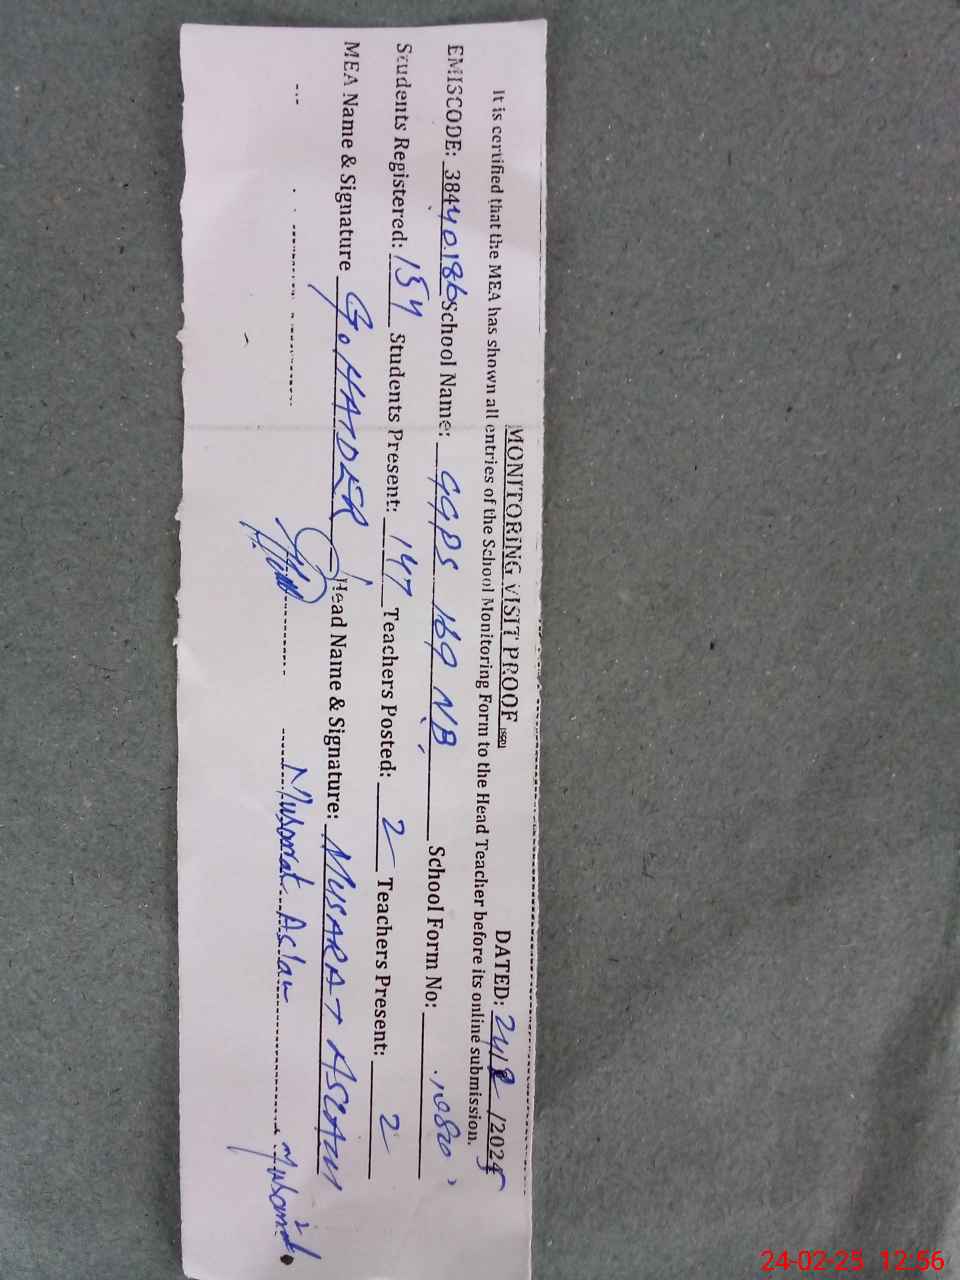 MONITORING VISIT PROOF (SED) DATED: 24/2/2025
It is certified that the MEA has shown all entries of the School Monitoring Form to the Head Teacher before its online submission.
EMISCODE: 38440186 School Name: GGPS 169 NB School Form No: 1080
Students Registered: 154 Students Present: 147 Teachers Posted: 2 Teachers Present: 2
MEA Name & Signature G. HAIDER Head Name & Signature: MUSARAT ASLAM
Musarrat Aslam
24-02-25 12:56